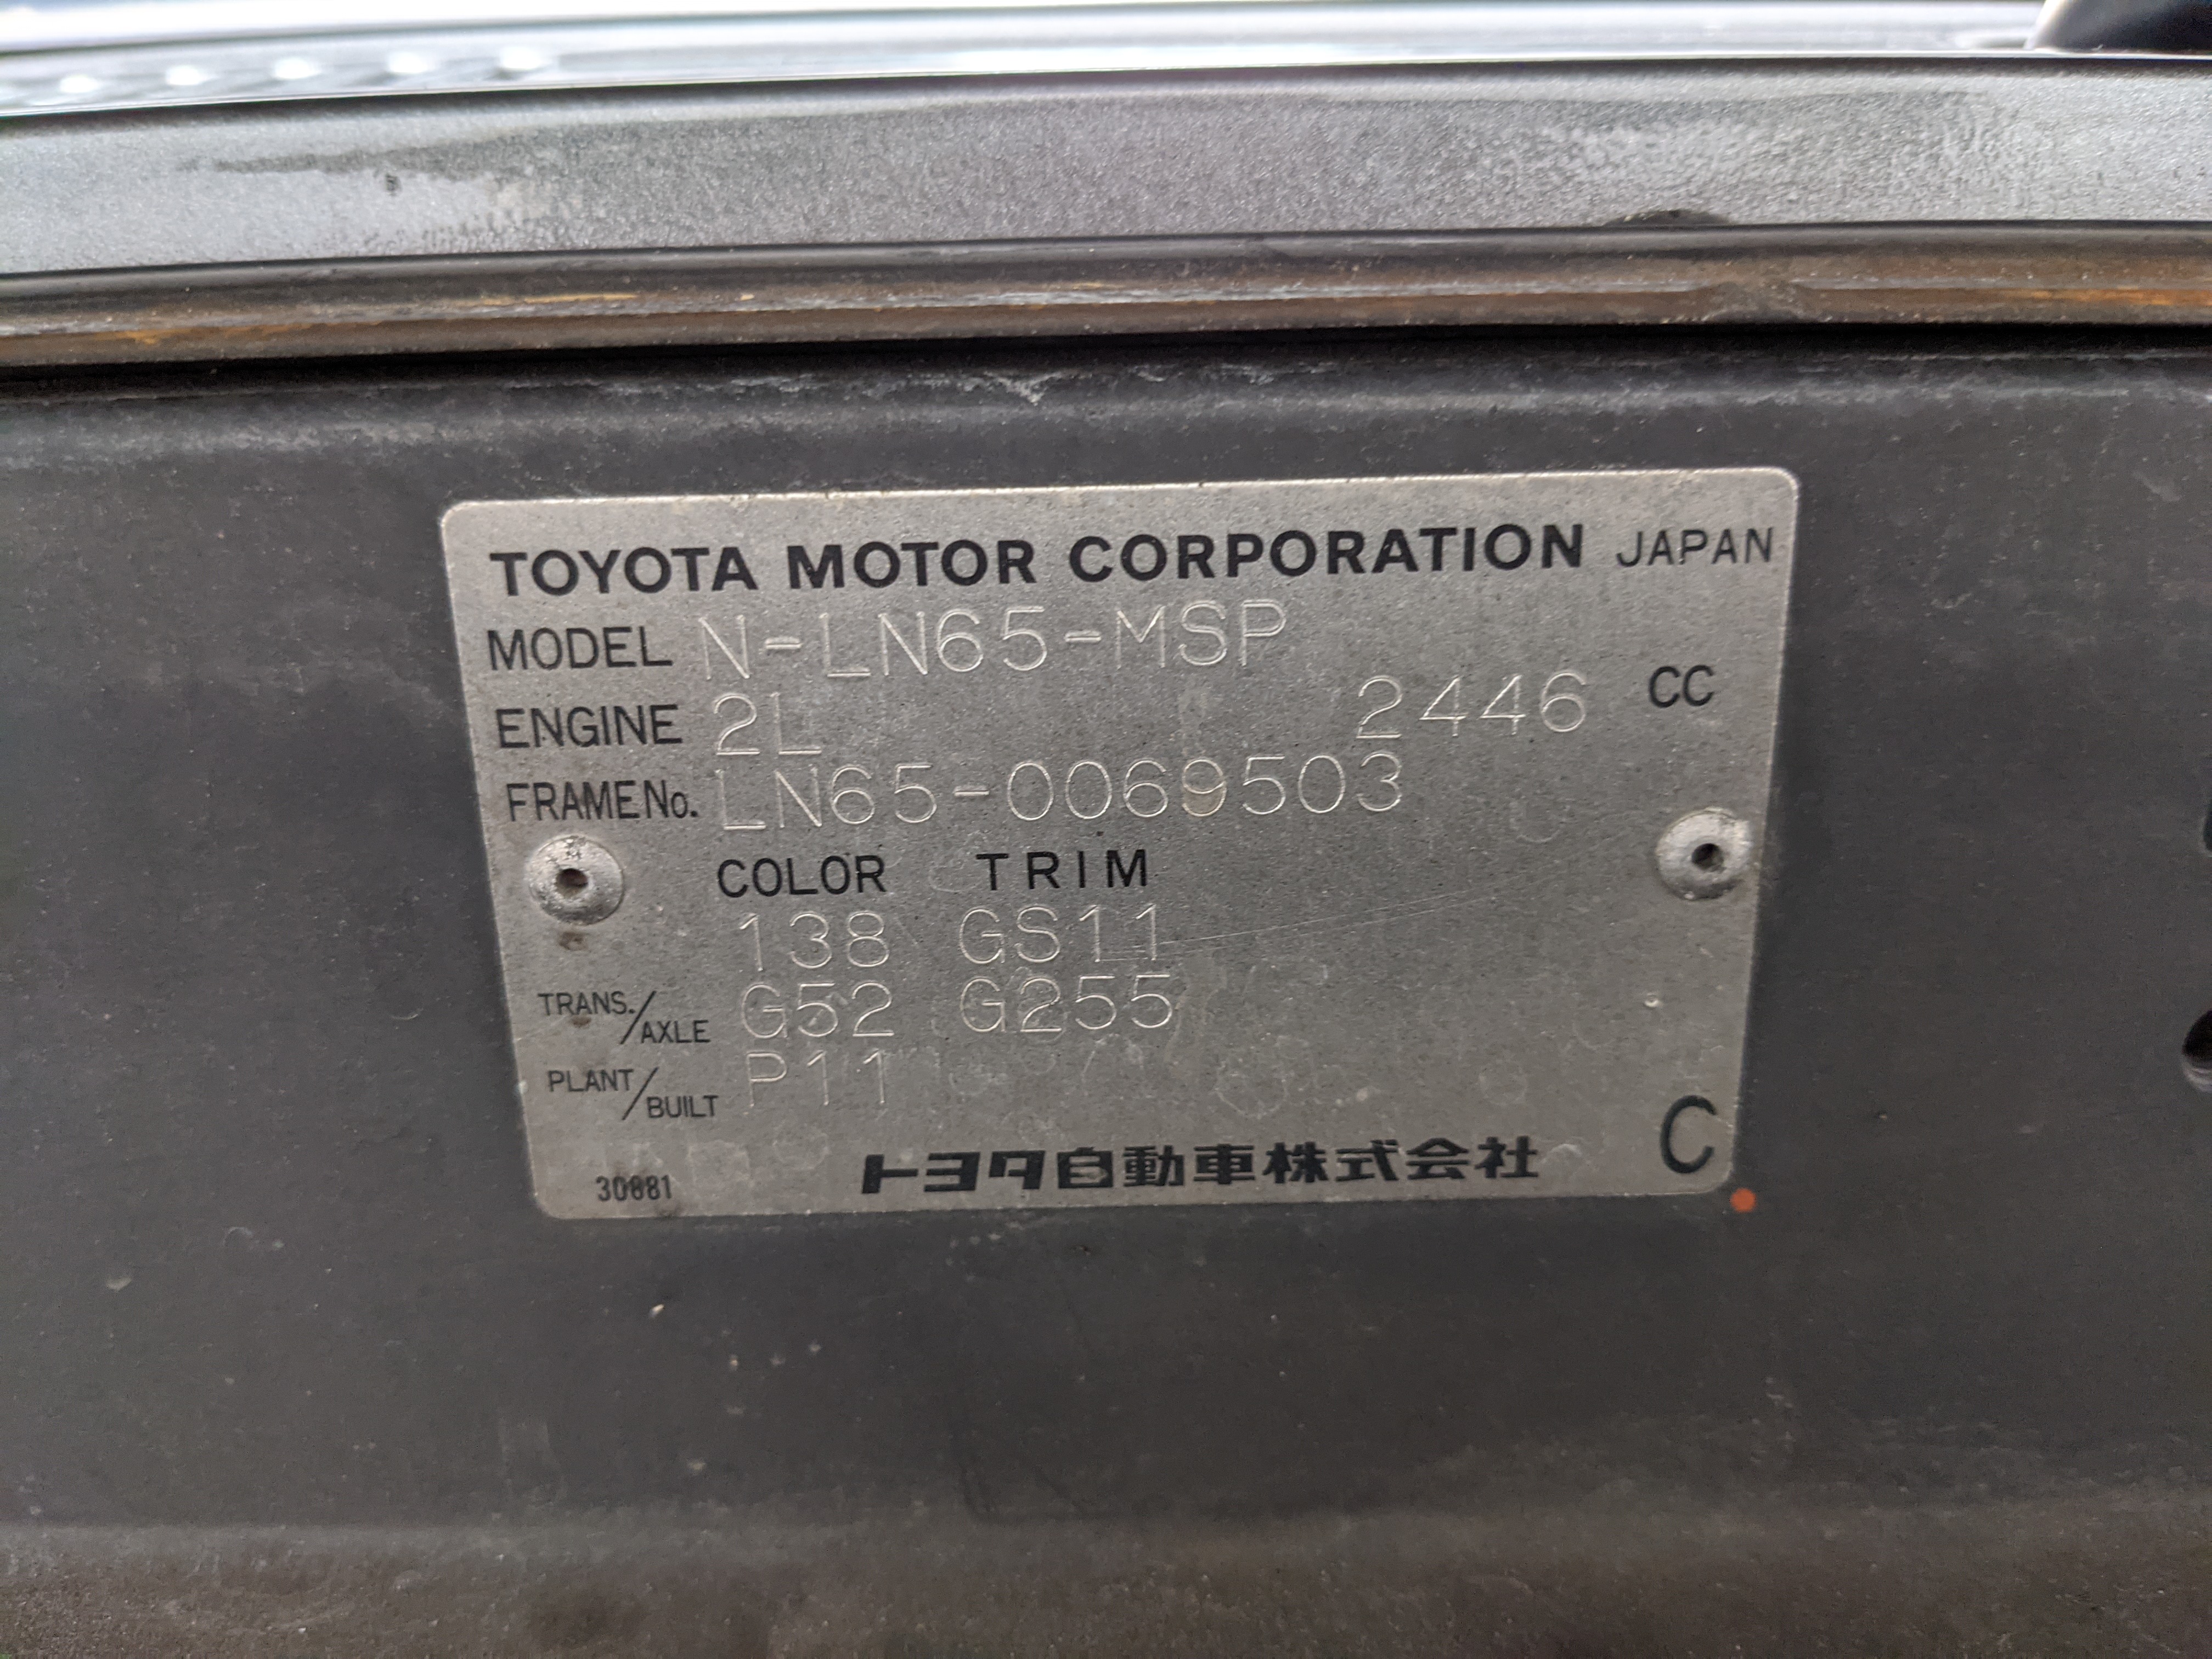 TOYOTA MOTOR CORPORATION JAPAN
MODEL N-LN65-MSP
ENGINE 2L 2446 CC
FRAME No. LN65-0069503
COLOR TRIM
138 GS11
TRANS./AXLE G52 G255
PLANT/BUILT P11
30881 トヨタ自動車株式会社 C